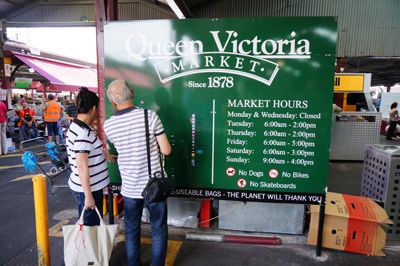 Queen Victoria
MARKET
Since 1878
MARKET HOURS
Monday & Wednesday: Closed
Tuesday: 6:00am - 2:00pm
Thursday: 6:00am - 2:00pm
Friday: 6:00am - 5:00pm
Saturday: 6:00am - 3:00pm
Sunday: 9:00am - 4:00pm
No Dogs No Bikes
No Skateboards
RE-USEABLE BAGS - THE PLANET WILL THANK YOU